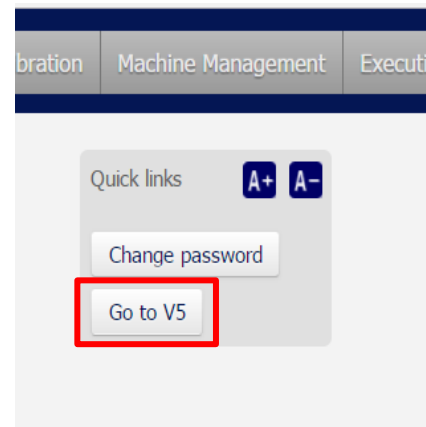 bration Machine Management Executi
Quick links A+ A-
Change password
Go to V5